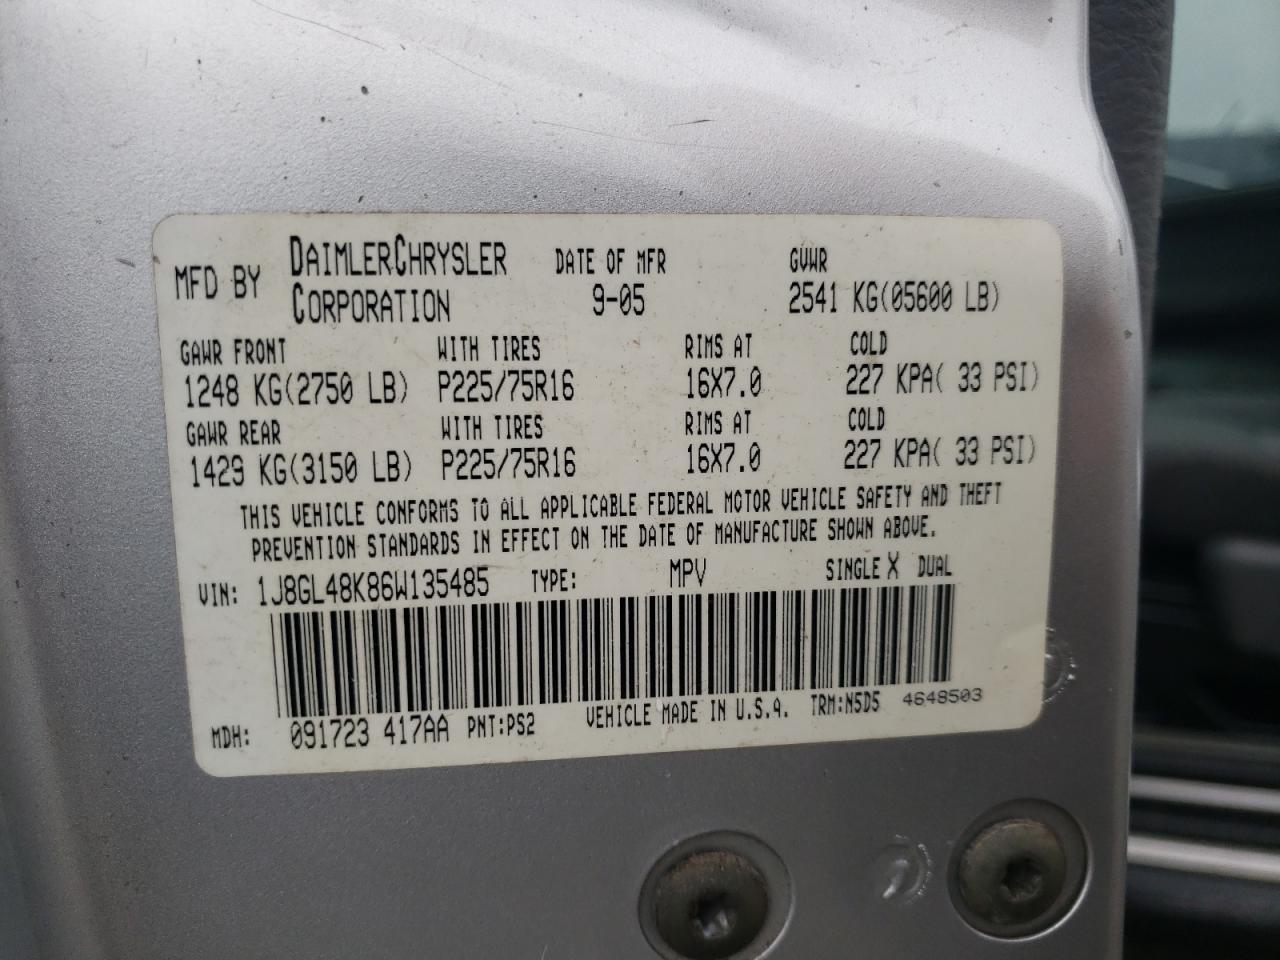 MFD BY DAIMLERCHRYSLER CORPORATION
DATE OF MFR 9-05
GVWR 2541 KG(05600 LB)
GAWR FRONT WITH TIRES RIMS AT COLD
1248 KG(2750 LB) P225/75R16 16X7.0 227 KPA( 33 PSI)
GAWR REAR WITH TIRES RIMS AT COLD
1429 KG(3150 LB) P225/75R16 16X7.0 227 KPA( 33 PSI)
THIS VEHICLE CONFORMS TO ALL APPLICABLE FEDERAL MOTOR VEHICLE SAFETY AND THEFT
PREVENTION STANDARDS IN EFFECT ON THE DATE OF MANUFACTURE SHOWN ABOVE.
VIN: 1J8GL48K86W135485 TYPE: MPV SINGLE X DUAL
MDH: 091723 417AA PNT:PS2 VEHICLE MADE IN U.S.A. TRM:N5D5 4648503